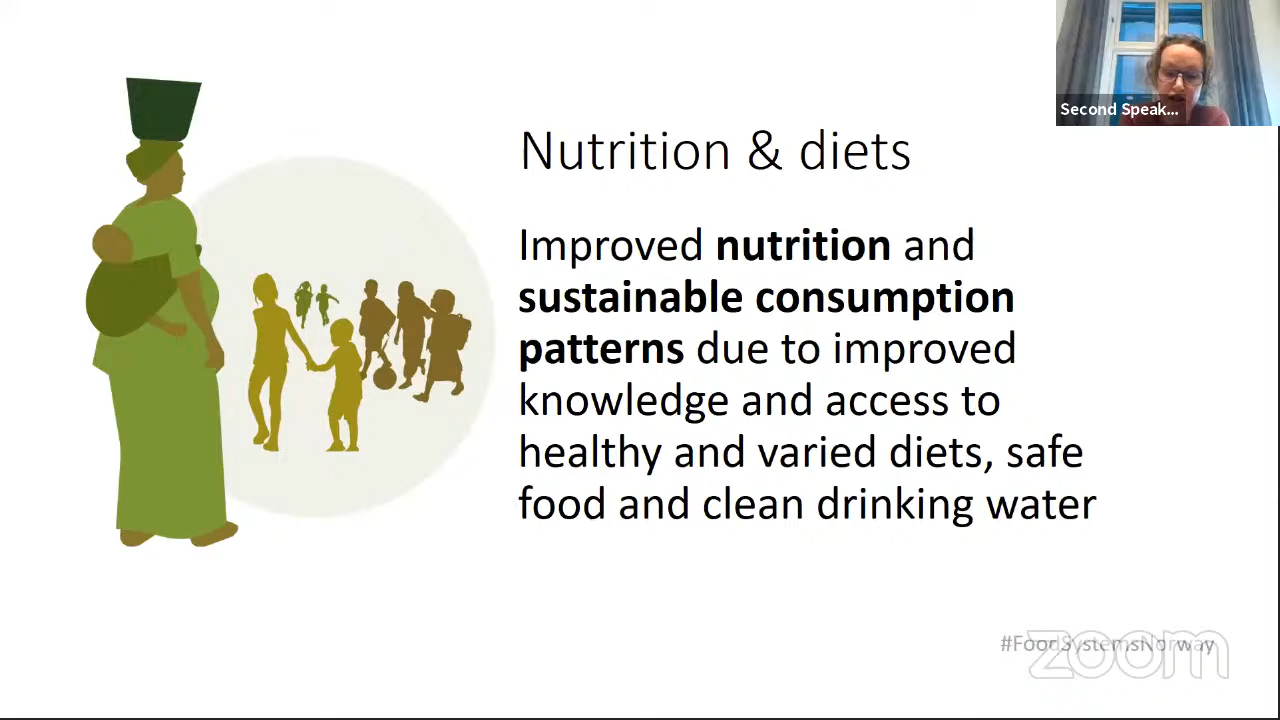 Second Speak...
Nutrition & diets
Improved nutrition and
sustainable consumption
patterns due to improved
knowledge and access to
healthy and varied diets, safe
food and clean drinking water
#FoodSystemsNorway
zoom